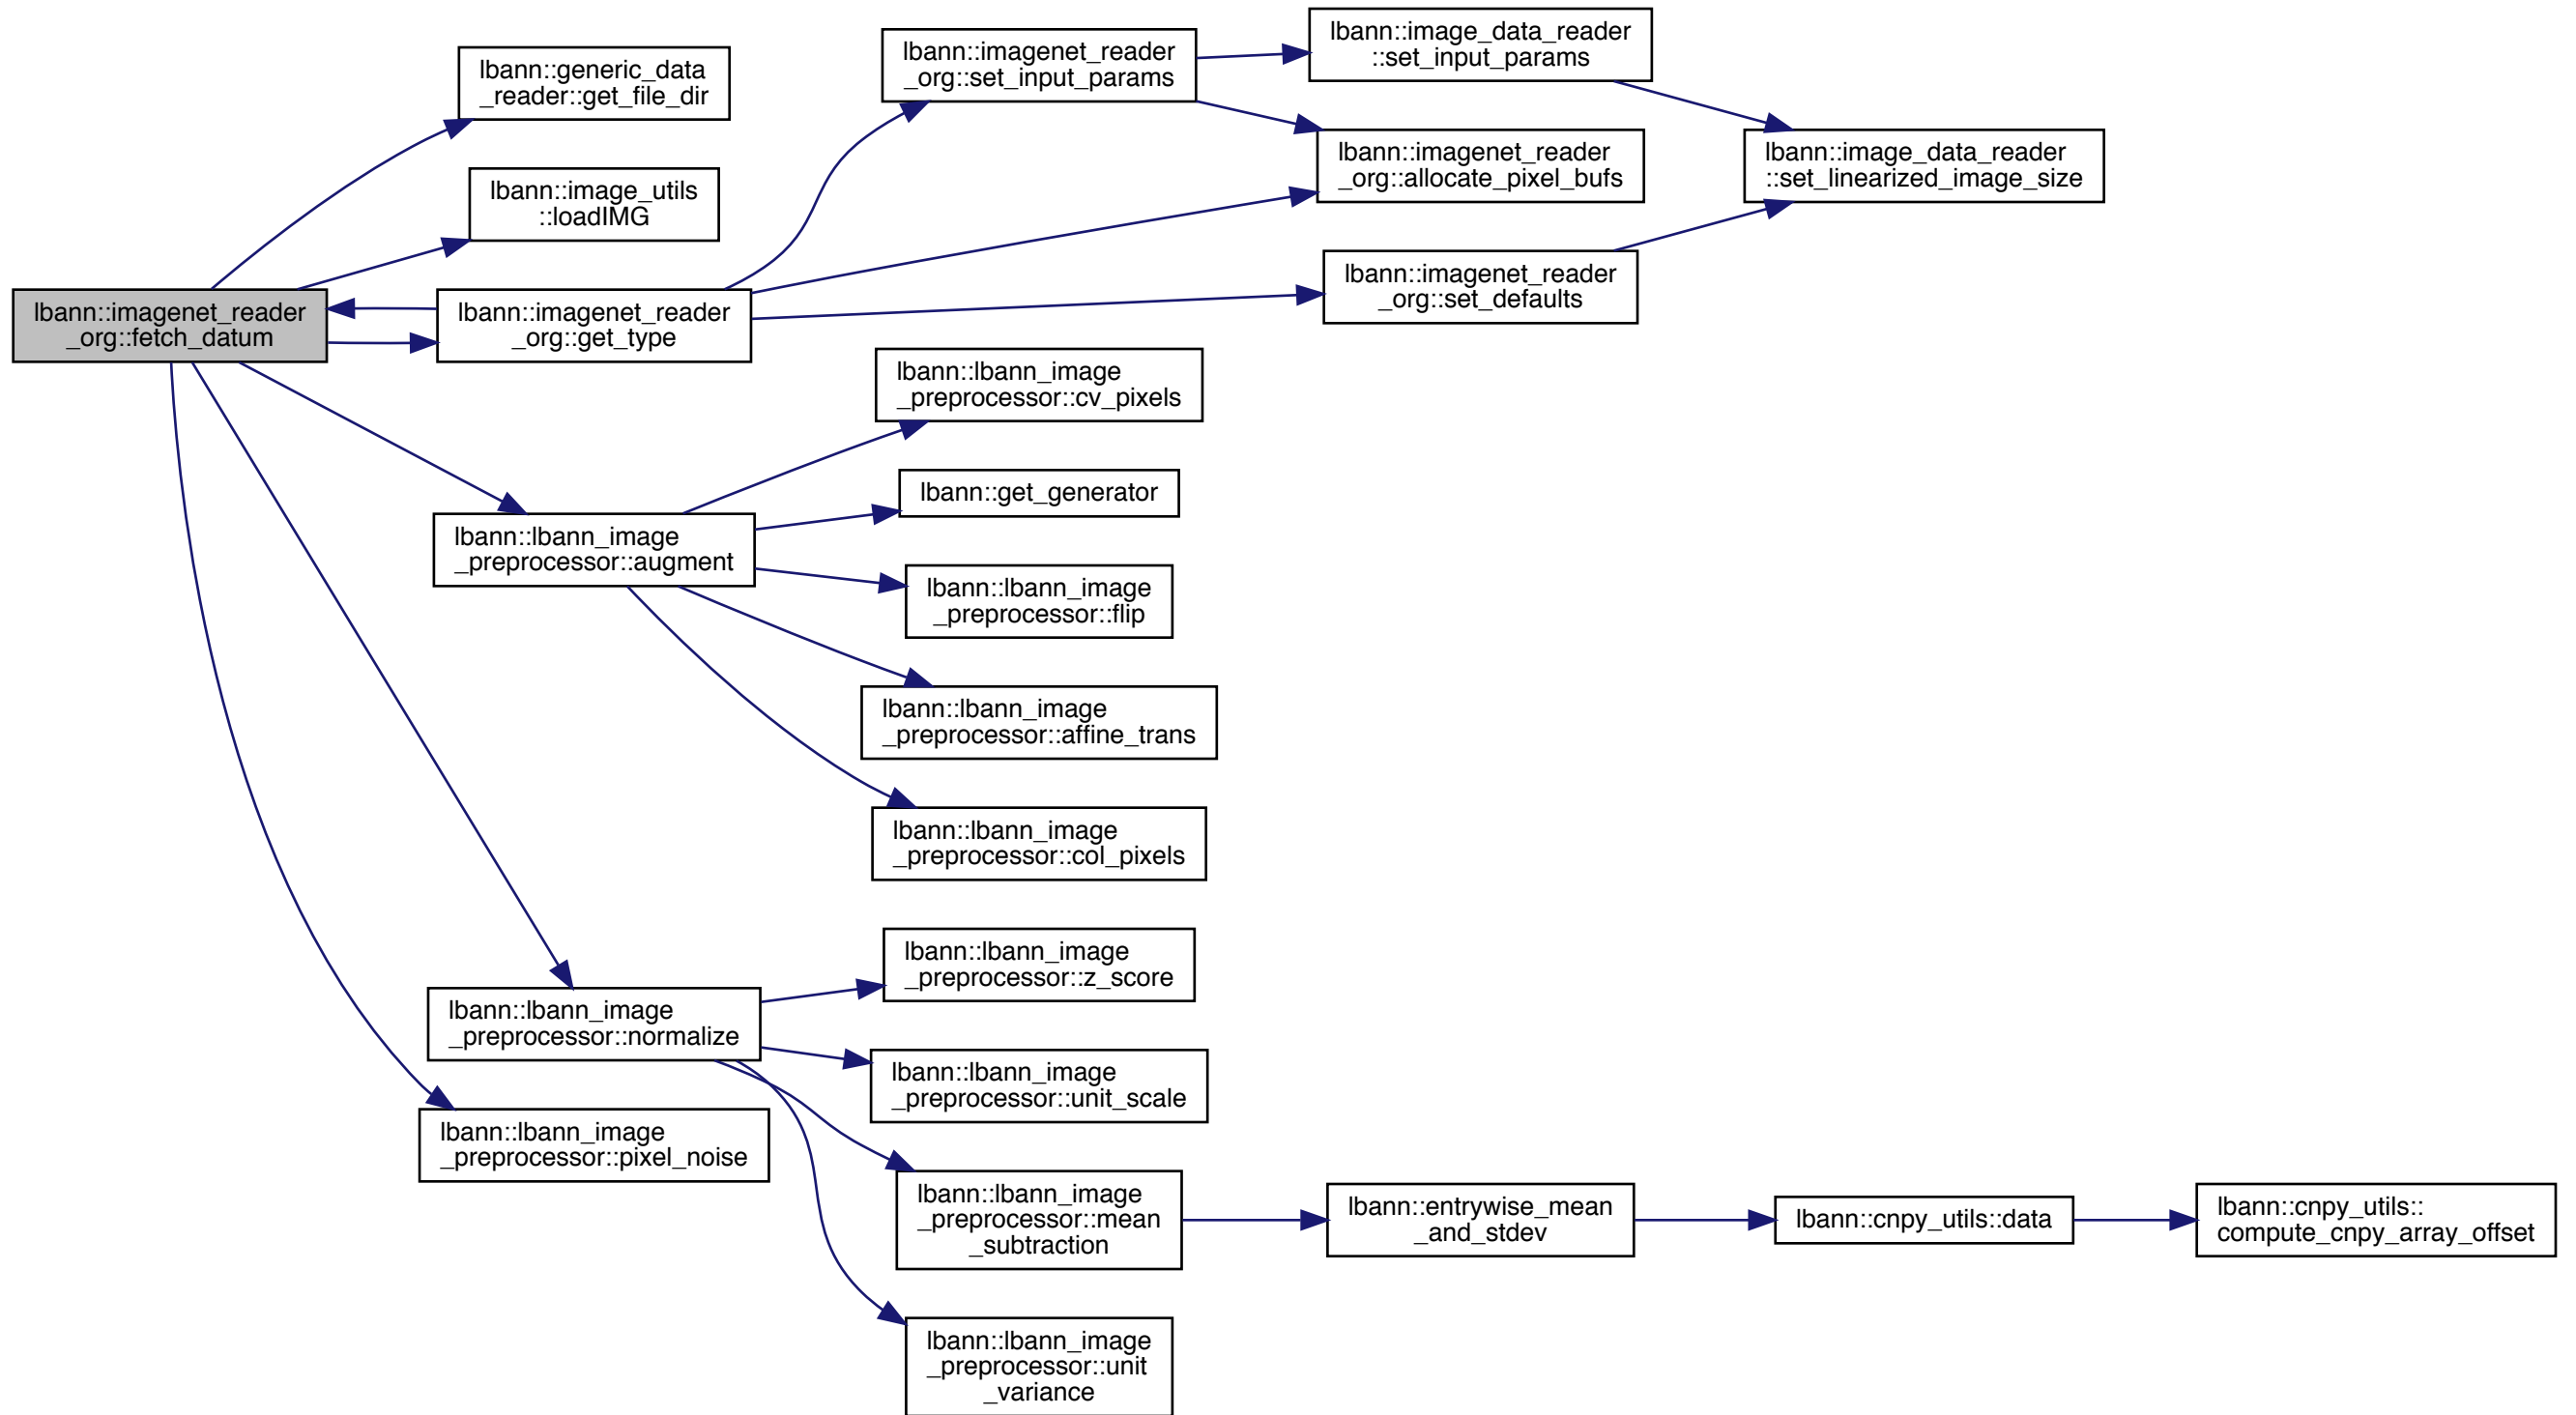 lbann::imagenet_reader
_org::fetch_datum
lbann::generic_data
_reader::get_file_dir
lbann::image_utils
::loadIMG
lbann::imagenet_reader
_org::get_type
lbann::imagenet_reader
_org::set_input_params
lbann::image_data_reader
::set_input_params
lbann::imagenet_reader
_org::allocate_pixel_bufs
lbann::image_data_reader
::set_linearized_image_size
lbann::imagenet_reader
_org::set_defaults
lbann::lbann_image
_preprocessor::augment
lbann::lbann_image
_preprocessor::cv_pixels
lbann::get_generator
lbann::lbann_image
_preprocessor::flip
lbann::lbann_image
_preprocessor::affine_trans
lbann::lbann_image
_preprocessor::col_pixels
lbann::lbann_image
_preprocessor::normalize
lbann::lbann_image
_preprocessor::z_score
lbann::lbann_image
_preprocessor::unit_scale
lbann::lbann_image
_preprocessor::mean
_subtraction
lbann::entrywise_mean
_and_stdev
lbann::cnpy_utils::data
lbann::cnpy_utils::
compute_cnpy_array_offset
lbann::lbann_image
_preprocessor::unit
_variance
lbann::lbann_image
_preprocessor::pixel_noise